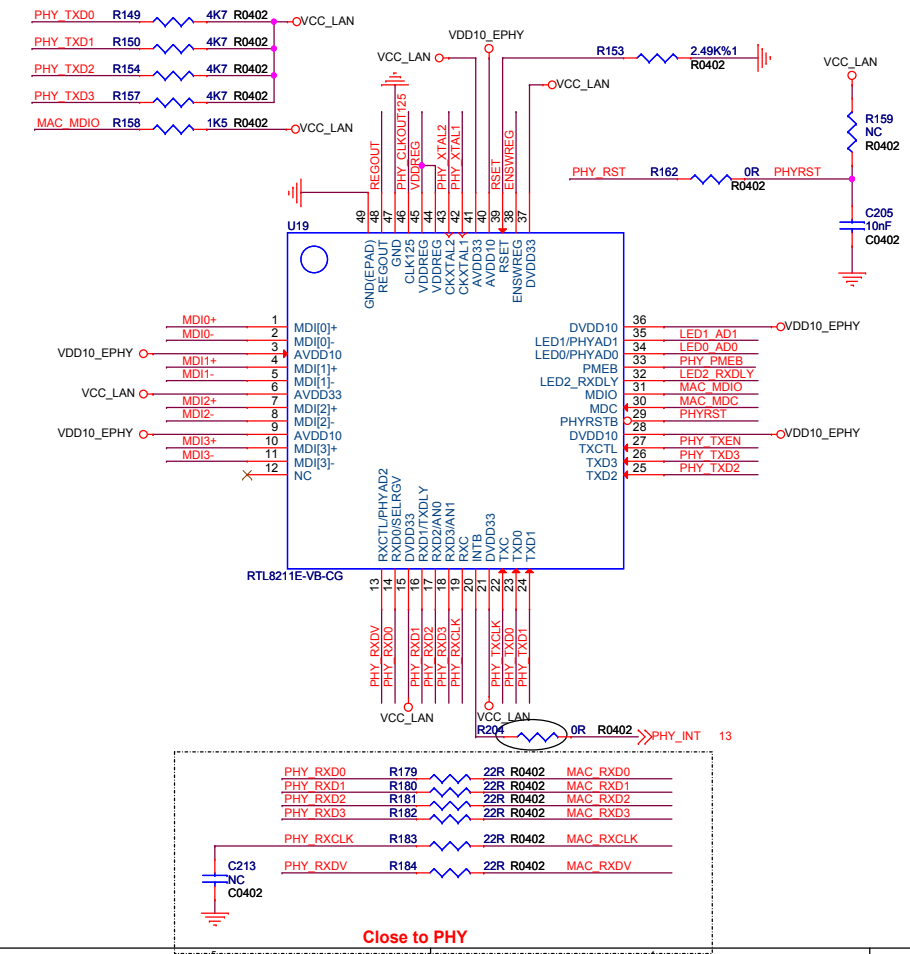 PHY_TXD0 R149 4K7 R0402 VCC_LAN
PHY_TXD1 R150 4K7 R0402
PHY_TXD2 R154 4K7 R0402
PHY_TXD3 R157 4K7 R0402
MAC_MDIO R158 1K5 R0402 VCC_LAN
VDD10_EPHY
VCC_LAN
R153 2.49K%1
R0402
VCC_LAN
VCC_LAN
R159
NC
R0402
PHY_RST R162 0R PHYRST
R0402
C205
10nF
C0402
REGOUT
PHY_CLKOUT125
VDDREG
PHY_XTAL2
PHY_XTAL1
RSET
ENSWREG
49 48 47 46 45 44 43 42 41 40 39 38 37
U19
GND(EPAD)
REGOUT
GND
CLK125
VDDREG
VDDREG
CKXTAL2
CKXTAL1
AVDD33
AVDD10
RSET
ENSWREG
DVDD33
MDI0+ 1 MDI[0]+
MDI0- 2 MDI[0]-
VDD10_EPHY 3 AVDD10
MDI1+ 4 MDI[1]+
MDI1- 5 MDI[1]-
VCC_LAN 6 AVDD33
MDI2+ 7 MDI[2]+
MDI2- 8 MDI[2]-
VDD10_EPHY 9 AVDD10
MDI3+ 10 MDI[3]+
MDI3- 11 MDI[3]-
12 NC
DVDD10 36 VDD10_EPHY
LED1/PHYAD1 35 LED1_AD1
LED0/PHYAD0 34 LED0_AD0
PMEB 33 PHY_PMEB
LED2_RXDLY 32 LED2_RXDLY
MDIO 31 MAC_MDIO
MDC 30 MAC_MDC
PHYRSTB 29 PHYRST
DVDD10 28 VDD10_EPHY
TXCTL 27 PHY_TXEN
TXD3 26 PHY_TXD3
TXD2 25 PHY_TXD2
RXCTL/PHYAD2
RXD0/SELRGV
DVDD33
RXD1/TXDLY
RXD2/AN0
RXD3/AN1
RXC
INTB
DVDD33
TXC
TXD0
TXD1
RTL8211E-VB-CG
13 14 15 16 17 18 19 20 21 22 23 24
PHY_RXDV
PHY_RXD0
PHY_RXD1
PHY_RXD2
PHY_RXD3
PHY_RXCLK
PHY_TXCLK
PHY_TXD0
PHY_TXD1
VCC_LAN
VCC_LAN
R204 0R R0402 PHY_INT 13
PHY_RXD0 R179 22R R0402 MAC_RXD0
PHY_RXD1 R180 22R R0402 MAC_RXD1
PHY_RXD2 R181 22R R0402 MAC_RXD2
PHY_RXD3 R182 22R R0402 MAC_RXD3
PHY_RXCLK R183 22R R0402 MAC_RXCLK
PHY_RXDV R184 22R R0402 MAC_RXDV
C213
NC
C0402
Close to PHY